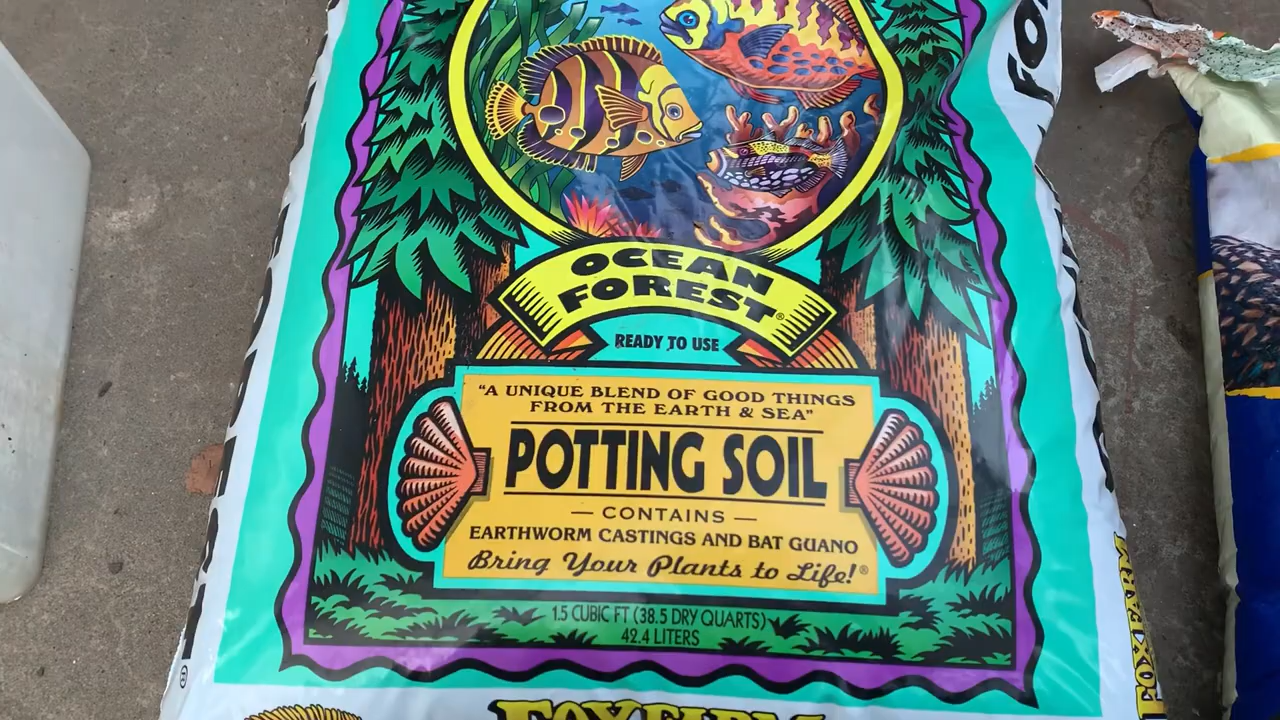 OCEAN
FOREST®
READY TO USE
"A UNIQUE BLEND OF GOOD THINGS
FROM THE EARTH & SEA"
POTTING SOIL
— CONTAINS —
EARTHWORM CASTINGS AND BAT GUANO
Bring Your Plants to Life!®
1.5 CUBIC FT (38.5 DRY QUARTS)
42.4 LITERS
FOXFARM
FOXFARM